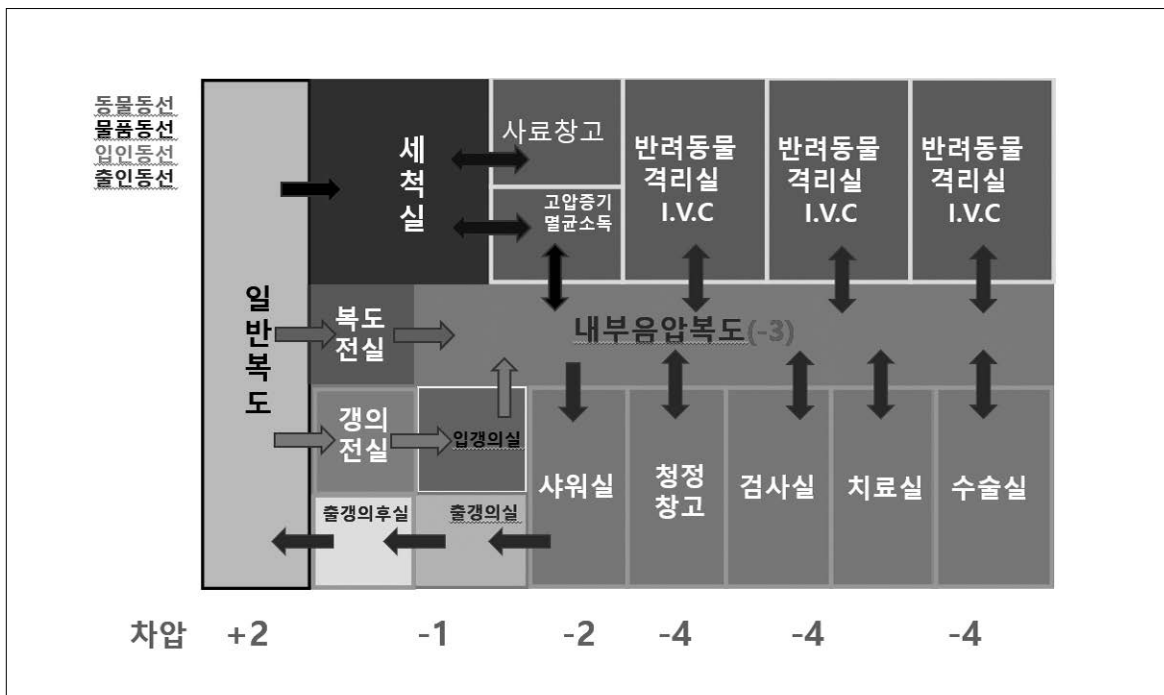 동물동선
물품동선
입인동선
출인동선
일
반
복
도
세
척
실
사료창고
고압증기
멸균소독
반려동물
격리실
I.V.C
반려동물
격리실
I.V.C
반려동물
격리실
I.V.C
복도
전실
내부음압복도(-3)
갱의
전실
입갱의실
출갱의후실
출갱의실
샤워실
청정
창고
검사실
치료실
수술실
차압 +2 -1 -2 -4 -4 -4